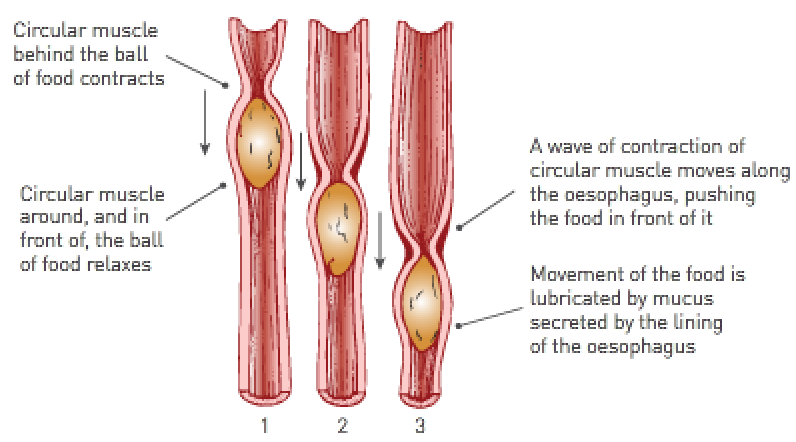 Circular muscle
behind the ball
of food contracts
Circular muscle
around, and in
front of, the ball
of food relaxes
A wave of contraction of
circular muscle moves along
the oesophagus, pushing
the food in front of it
Movement of the food is
lubricated by mucus
secreted by the lining
of the oesophagus
1 2 3